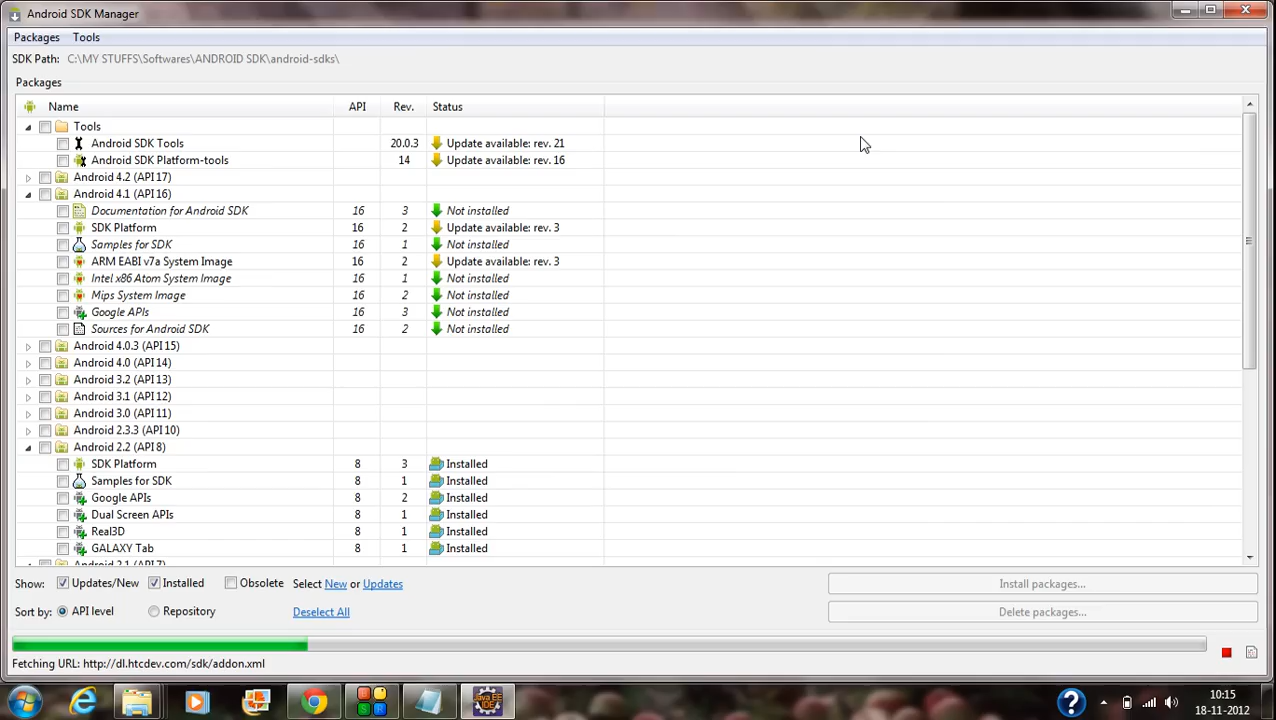 Android SDK Manager
Packages Tools
SDK Path: C:\MY STUFFS\Softwares\ANDROID SDK\android-sdks\
Packages
Name API Rev. Status
Tools
Android SDK Tools 20.0.3 Update available: rev. 21
Android SDK Platform-tools 14 Update available: rev. 16
Android 4.2 (API 17)
Android 4.1 (API 16)
Documentation for Android SDK 16 3 Not installed
SDK Platform 16 2 Update available: rev. 3
Samples for SDK 16 1 Not installed
ARM EABI v7a System Image 16 2 Update available: rev. 3
Intel x86 Atom System Image 16 1 Not installed
Mips System Image 16 2 Not installed
Google APIs 16 3 Not installed
Sources for Android SDK 16 2 Not installed
Android 4.0.3 (API 15)
Android 4.0 (API 14)
Android 3.2 (API 13)
Android 3.1 (API 12)
Android 3.0 (API 11)
Android 2.3.3 (API 10)
Android 2.2 (API 8)
SDK Platform 8 3 Installed
Samples for SDK 8 1 Installed
Google APIs 8 2 Installed
Dual Screen APIs 8 1 Installed
Real3D 8 1 Installed
GALAXY Tab 8 1 Installed
Android 2.1 (API 7)
Show: Updates/New Installed Obsolete Select New or Updates Install packages...
Sort by: API level Repository Deselect All Delete packages...
Fetching URL: http://dl.htcdev.com/sdk/addon.xml
Java EE
IDE
10:15
18-11-2012